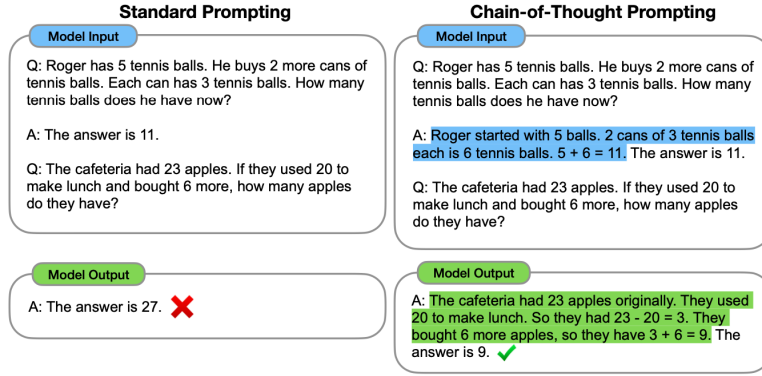 Standard Prompting
Model Input
Q: Roger has 5 tennis balls. He buys 2 more cans of
tennis balls. Each can has 3 tennis balls. How many
tennis balls does he have now?
A: The answer is 11.
Q: The cafeteria had 23 apples. If they used 20 to
make lunch and bought 6 more, how many apples
do they have?
Model Output
A: The answer is 27.
Chain-of-Thought Prompting
Model Input
Q: Roger has 5 tennis balls. He buys 2 more cans of
tennis balls. Each can has 3 tennis balls. How many
tennis balls does he have now?
A: Roger started with 5 balls. 2 cans of 3 tennis balls
each is 6 tennis balls. 5 + 6 = 11. The answer is 11.
Q: The cafeteria had 23 apples. If they used 20 to
make lunch and bought 6 more, how many apples
do they have?
Model Output
A: The cafeteria had 23 apples originally. They used
20 to make lunch. So they had 23 - 20 = 3. They
bought 6 more apples, so they have 3 + 6 = 9. The
answer is 9.